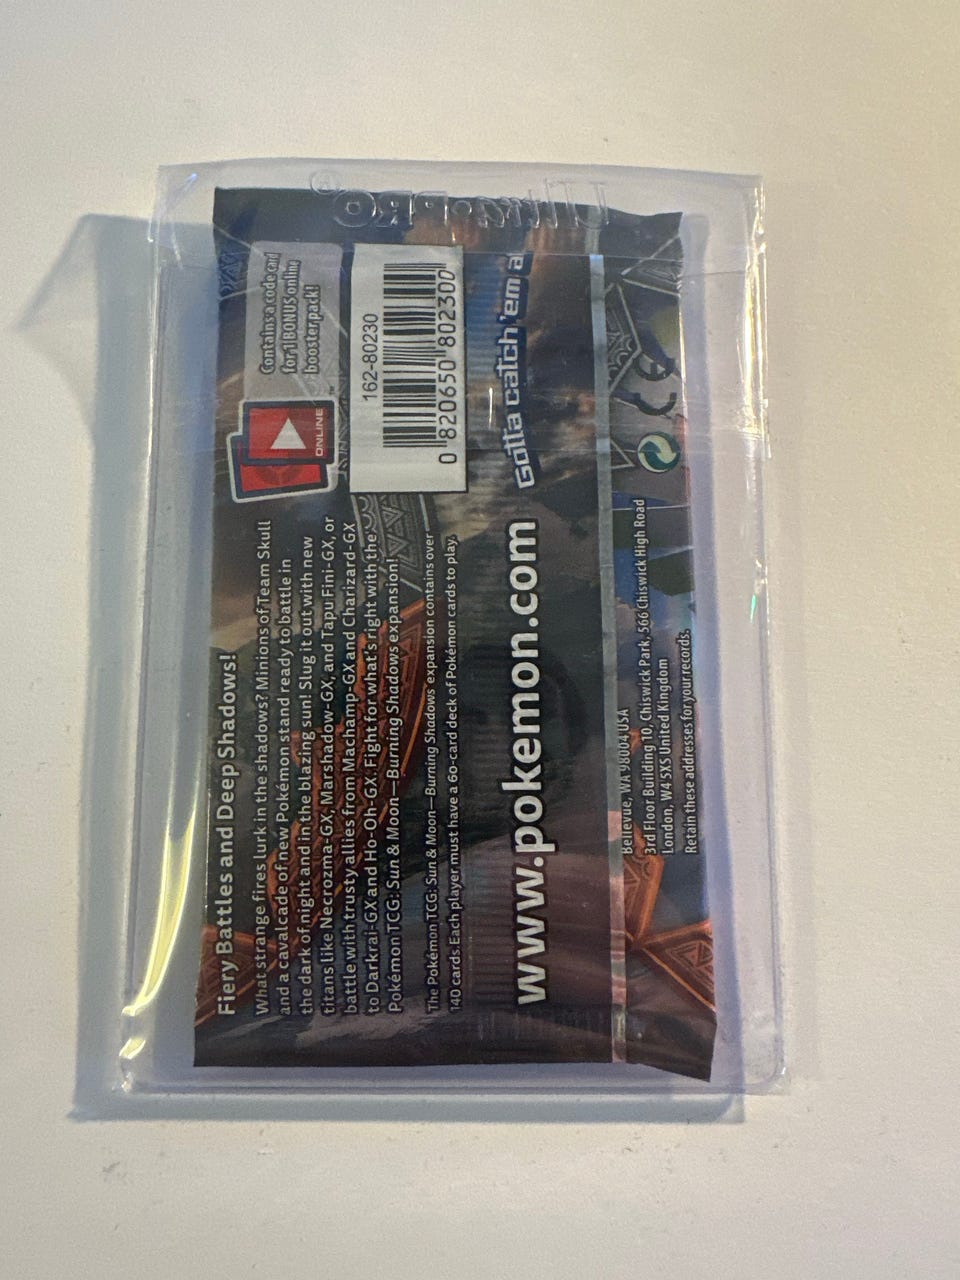 Ultra·PRO®
Fiery Battles and Deep Shadows!
What strange fires lurk in the shadows? Minions of Team Skull
and a cavalcade of new Pokémon stand ready to battle in
the dark of night and in the blazing sun! Slug it out with new
titans like Necrozma-GX, Marshadow-GX, and Tapu Fini-GX, or
battle with trusty allies from Machamp-GX and Charizard-GX
to Darkrai-GX and Ho-Oh-GX. Fight for what's right with the
Pokémon TCG: Sun & Moon—Burning Shadows expansion!
The Pokémon TCG: Sun & Moon—Burning Shadows expansion contains over
140 cards. Each player must have a 60-card deck of Pokémon cards to play.
ONLINE
Contains a code card
for 1 BONUS online
booster pack!
162-80230
0 820650 802300
www.pokemon.com
Gotta catch 'em a
CE
Bellevue, WA 98004 USA
3rd Floor Building 10, Chiswick Park, 566 Chiswick High Road
London, W4 5XS United Kingdom
Retain these addresses for your records.